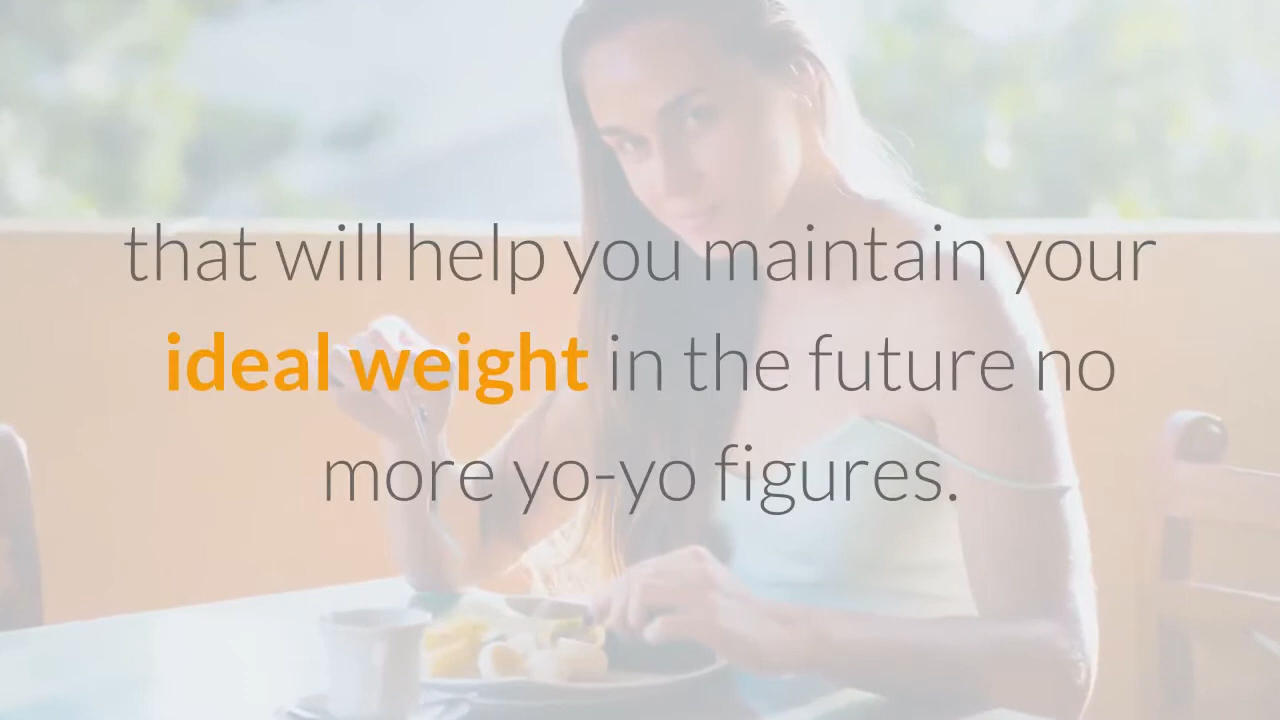 that will help you maintain your
ideal weight in the future no
more yo-yo figures.